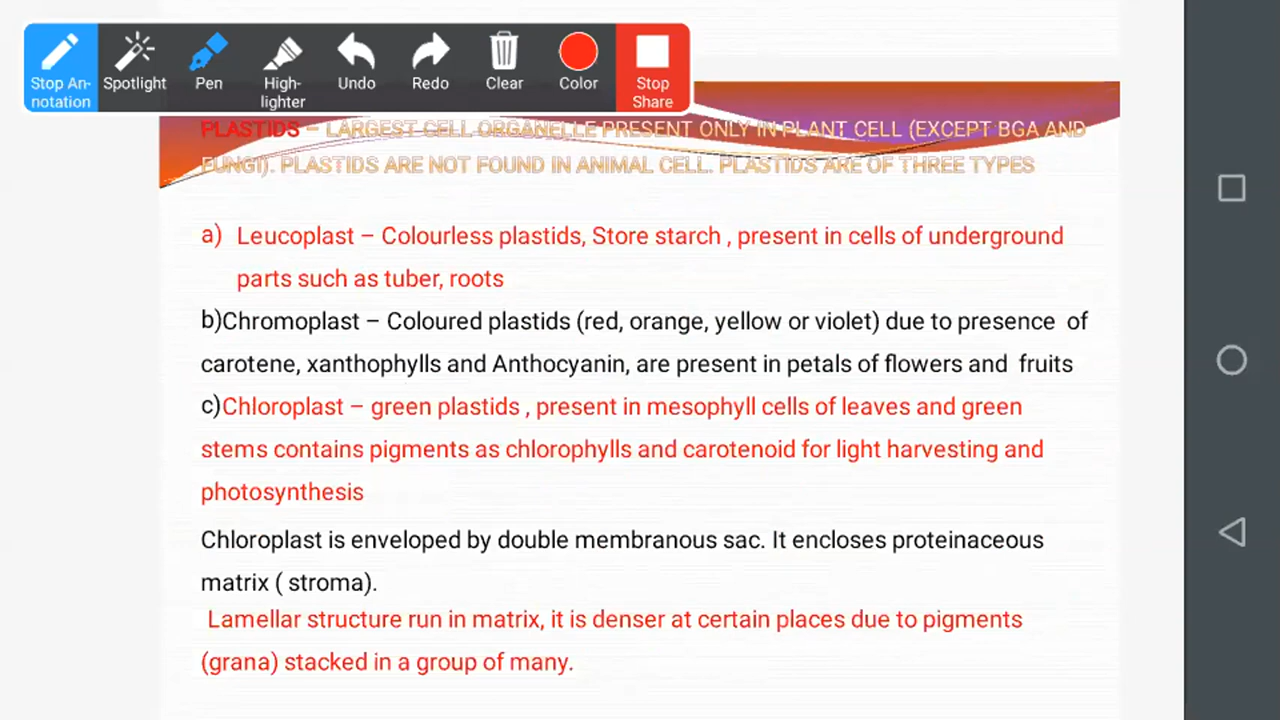 Stop An-
notation
Spotlight
Pen
High-
lighter
Undo
Redo
Clear
Color
Stop
Share
PLASTIDS – LARGEST CELL ORGANELLE PRESENT ONLY IN PLANT CELL (EXCEPT BGA AND
FUNGI). PLASTIDS ARE NOT FOUND IN ANIMAL CELL. PLASTIDS ARE OF THREE TYPES
a) Leucoplast – Colourless plastids, Store starch , present in cells of underground
parts such as tuber, roots
b)Chromoplast – Coloured plastids (red, orange, yellow or violet) due to presence of
carotene, xanthophylls and Anthocyanin, are present in petals of flowers and fruits
c)Chloroplast – green plastids , present in mesophyll cells of leaves and green
stems contains pigments as chlorophylls and carotenoid for light harvesting and
photosynthesis
Chloroplast is enveloped by double membranous sac. It encloses proteinaceous
matrix ( stroma).
Lamellar structure run in matrix, it is denser at certain places due to pigments
(grana) stacked in a group of many.